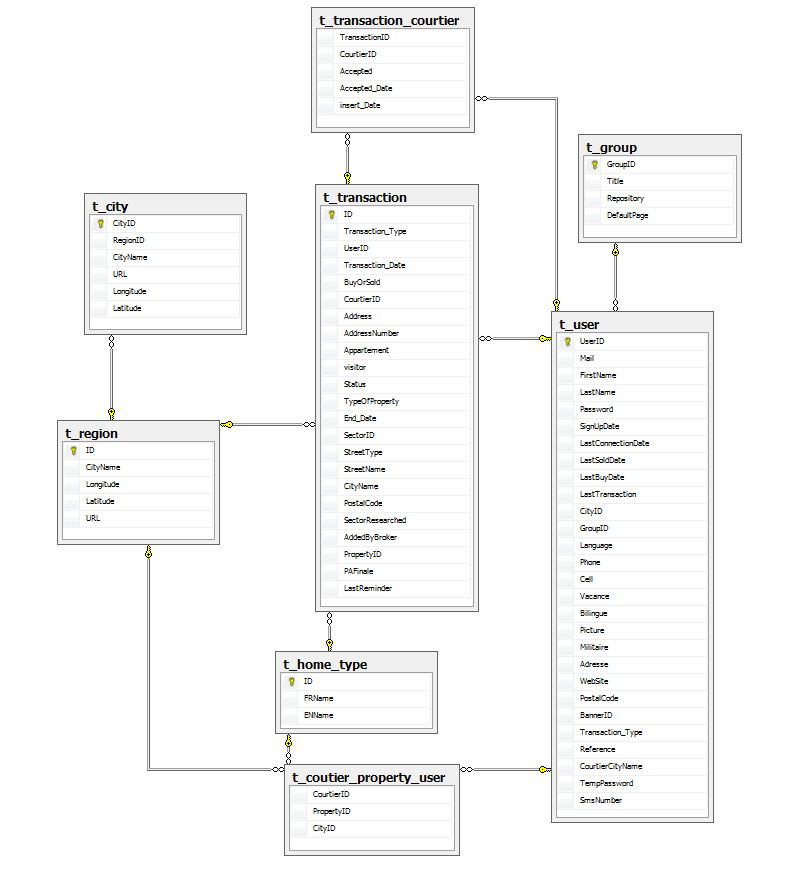 t_transaction_courtier
TransactionID
CourtierID
Accepted
Accepted_Date
insert_Date
t_group
GroupID
Title
Repository
DefaultPage
t_city
CityID
RegionID
CityName
URL
Longitude
Latitude
t_transaction
ID
Transaction_Type
UserID
Transaction_Date
BuyOrSold
CourtierID
Address
AddressNumber
Appartement
visitor
Status
TypeOfProperty
End_Date
SectorID
StreetType
StreetName
CityName
PostalCode
SectorResearched
AddedByBroker
PropertyID
PAFinale
LastReminder
t_user
UserID
Mail
FirstName
LastName
Password
SignUpDate
LastConnectionDate
LastSoldDate
LastBuyDate
LastTransaction
CityID
GroupID
Language
Phone
Cell
Vacance
Bilingue
Picture
Militaire
Adresse
WebSite
PostalCode
BannerID
Transaction_Type
Reference
CourtierCityName
TempPassword
SmsNumber
t_region
ID
CityName
Longitude
Latitude
URL
t_home_type
ID
FRName
ENName
t_coutier_property_user
CourtierID
PropertyID
CityID